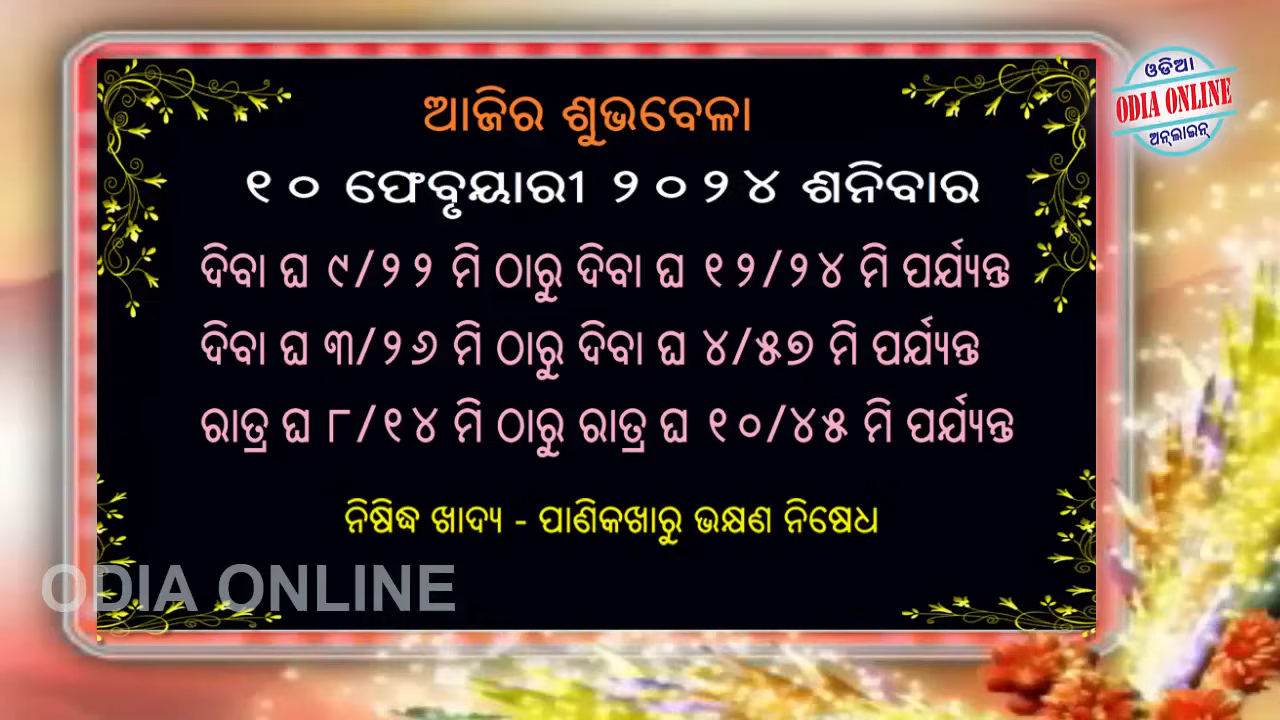 ଆଜିର ଶୁଭବେଳା
୧୦ ଫେବୃୟାରୀ ୨୦୨୪ ଶନିବାର
ଦିବା ଘ ୯/୨୨ ମି ଠାରୁ ଦିବା ଘ ୧୨/୨୪ ମି ପର୍ଯ୍ୟନ୍ତ
ଦିବା ଘ ୩/୨୬ ମି ଠାରୁ ଦିବା ଘ ୪/୫୭ ମି ପର୍ଯ୍ୟନ୍ତ
ରାତ୍ର ଘ ୮/୧୪ ମି ଠାରୁ ରାତ୍ର ଘ ୧୦/୪୫ ମି ପର୍ଯ୍ୟନ୍ତ
ନିଷିଦ୍ଧ ଖାଦ୍ୟ - ପାଣିକଖାରୁ ଭକ୍ଷଣ ନିଷେଧ
ODIA ONLINE
ଓଡିଆ
ODIA ONLINE
ଅନ୍‌ଲାଇନ୍